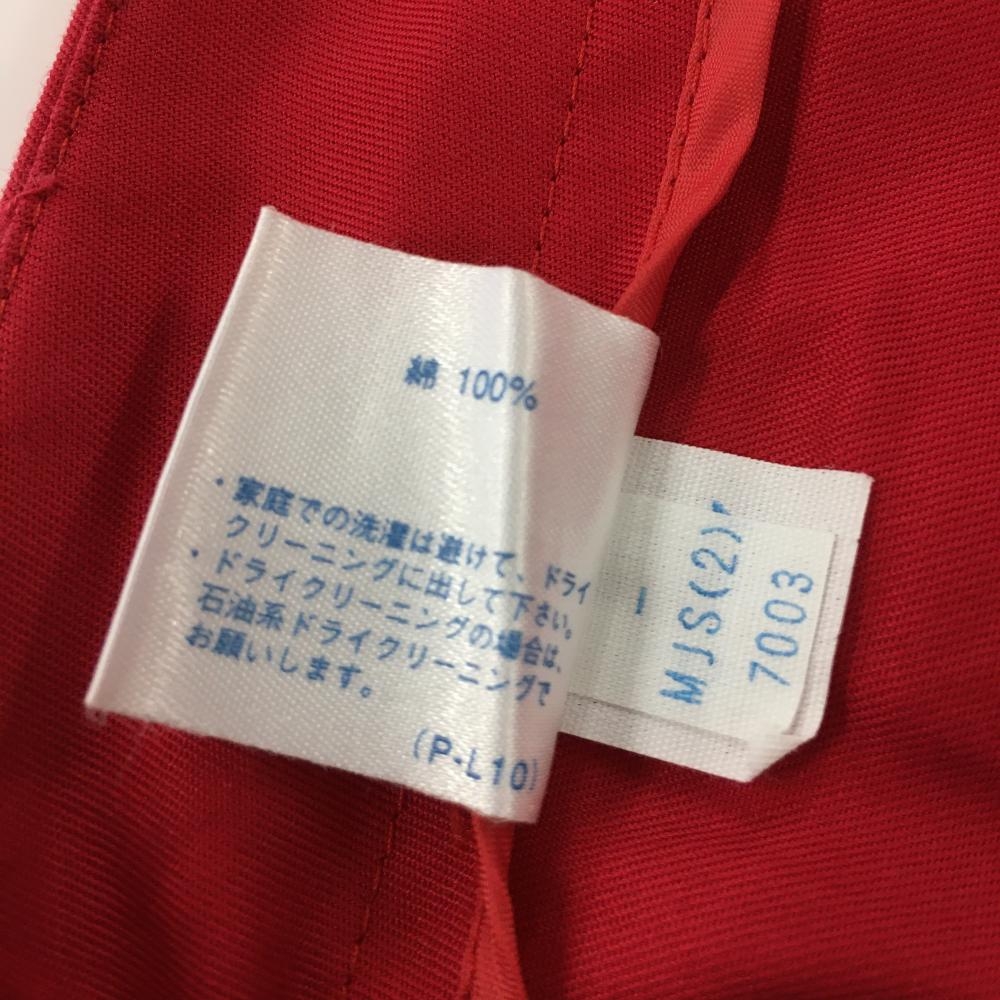 綿 100%
・家庭での洗濯は避けて、ドライ
クリーニングに出して下さい。
・ドライクリーニングの場合は、
石油系ドライクリーニングで
お願いします。
(P-L10)
MJS(2)
7003